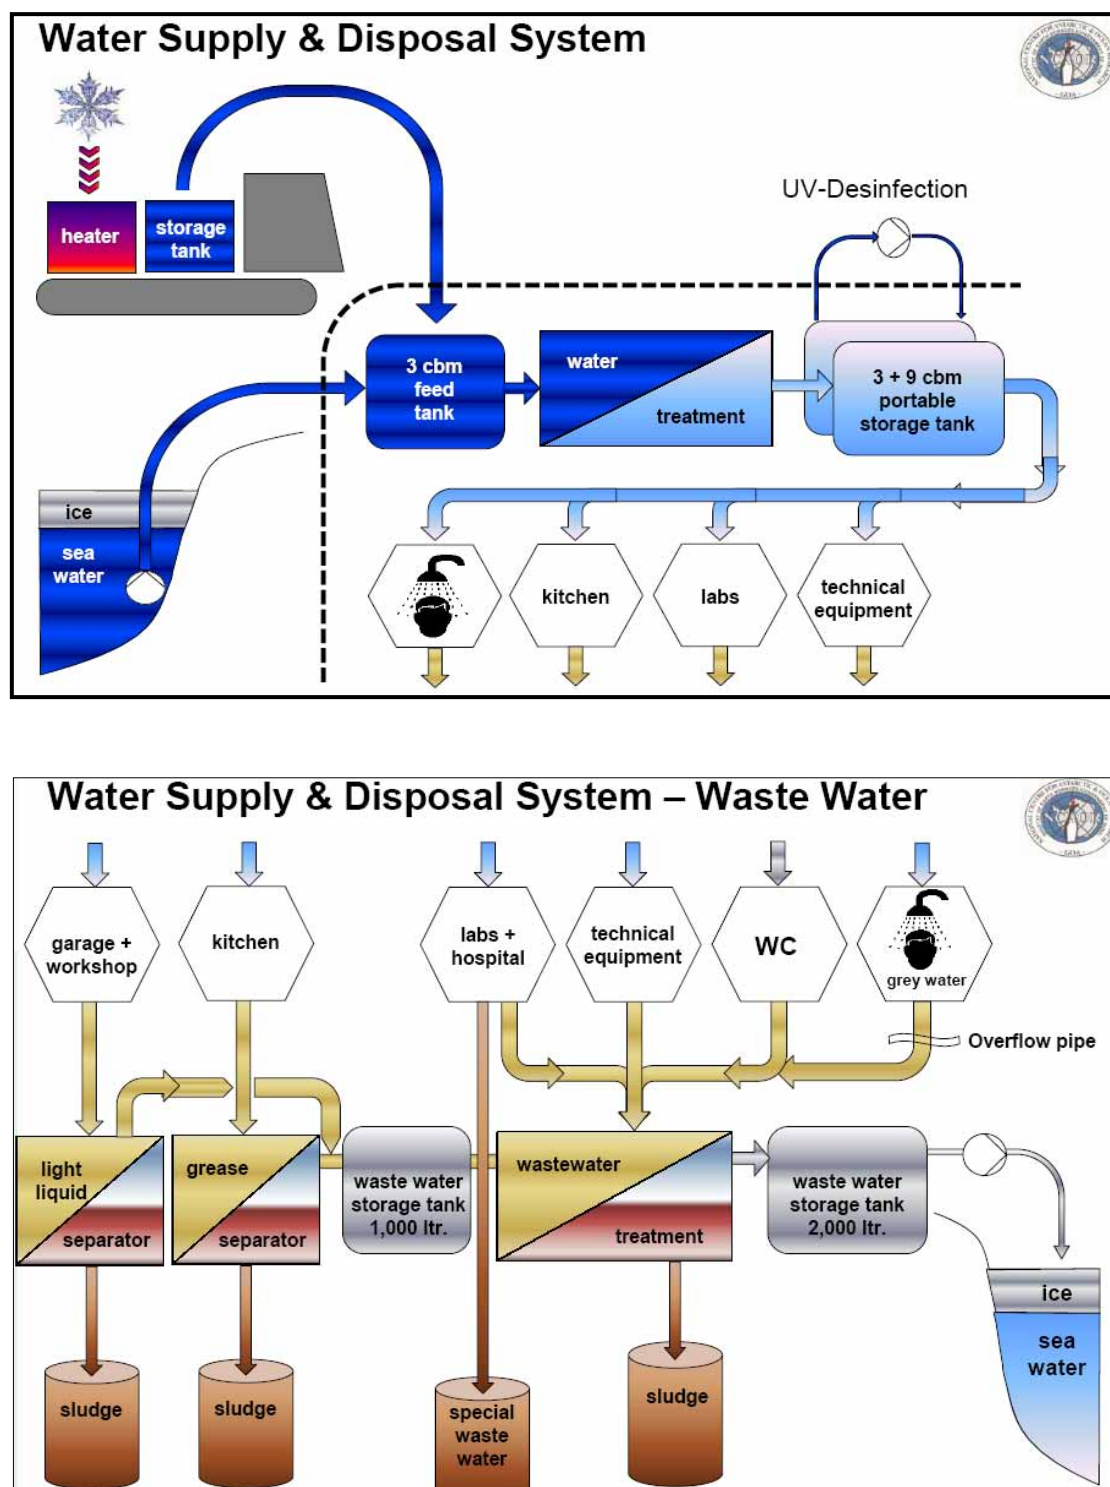 Water Supply & Disposal System
UV-Desinfection
heater
storage
tank
3 cbm
feed
tank
water
treatment
3 + 9 cbm
portable
storage tank
ice
sea
water
kitchen
labs
technical
equipment
Water Supply & Disposal System – Waste Water
garage +
workshop
kitchen
labs +
hospital
technical
equipment
WC
grey water
Overflow pipe
light
liquid
separator
grease
separator
waste water
storage tank
1,000 ltr.
wastewater
treatment
waste water
storage tank
2,000 ltr.
ice
sea
water
sludge
sludge
special
waste
water
sludge